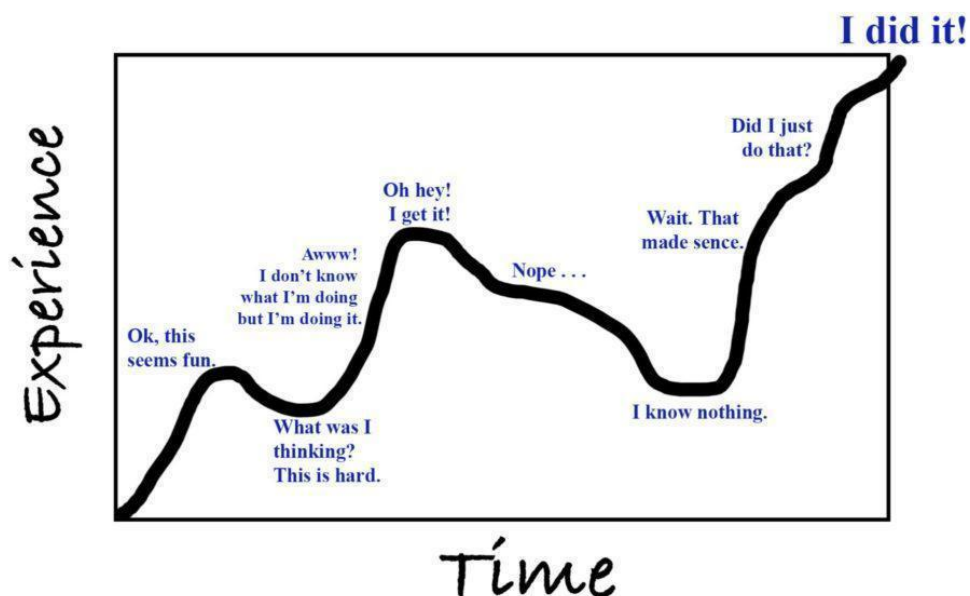 I did it!
Did I just
do that?
Oh hey!
I get it!
Wait. That
made sence.
Awww!
I don't know
what I'm doing
but I'm doing it.
Nope . . .
Ok, this
seems fun.
I know nothing.
What was I
thinking?
This is hard.
Experience
Time